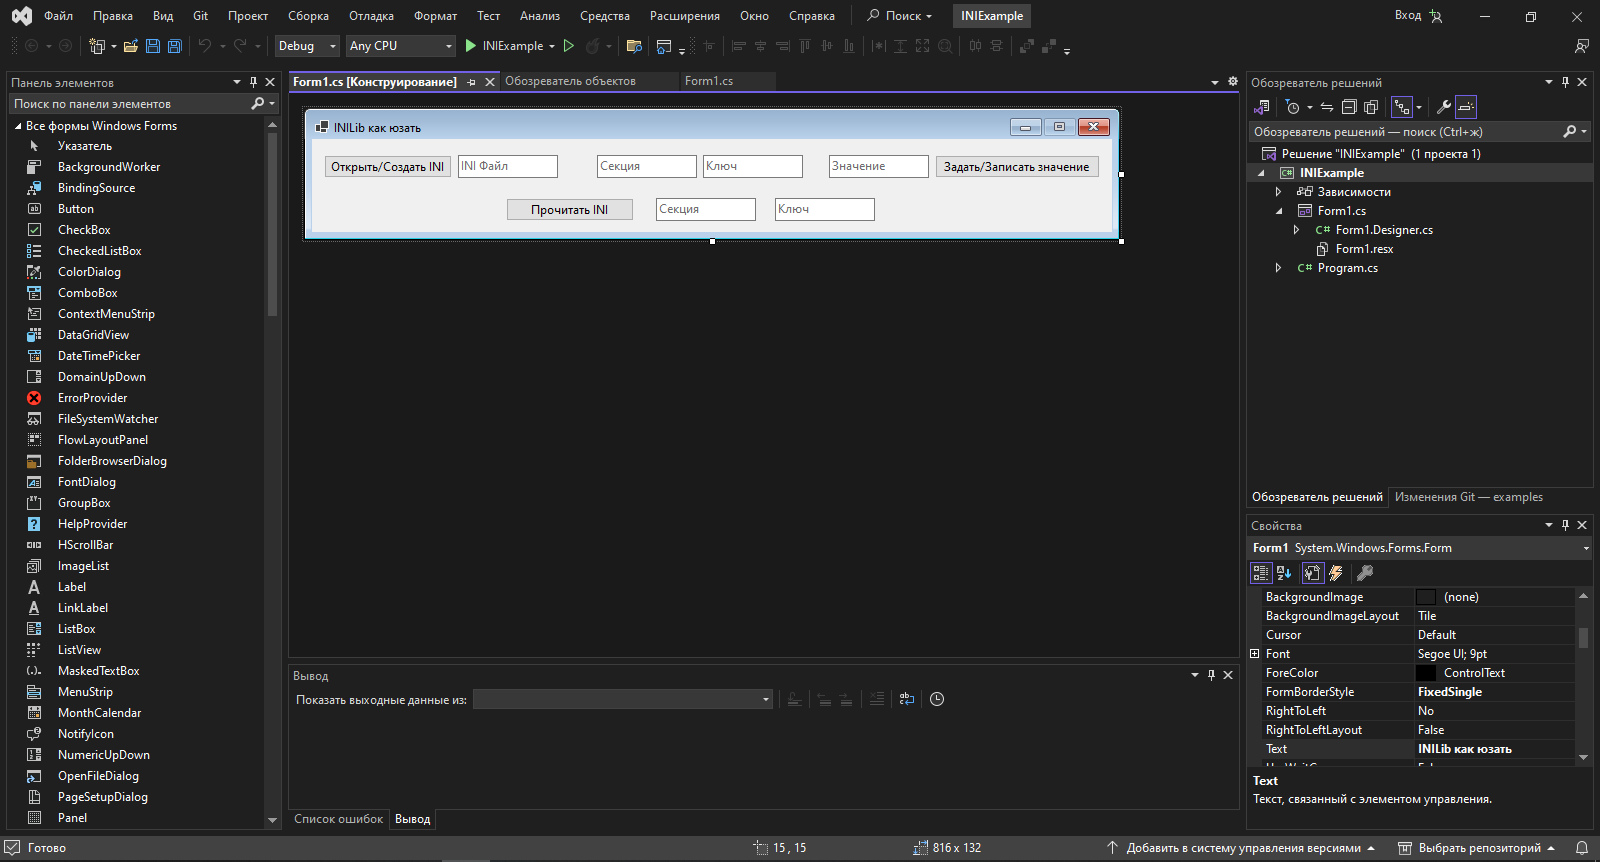 Файл Правка Вид Git Проект Сборка Отладка Формат Тест Анализ Средства Расширения Окно Справка Поиск INIExample Вход
Debug Any CPU INIExample
Панель элементов
Поиск по панели элементов
Все формы Windows Forms
Указатель
BackgroundWorker
BindingSource
Button
CheckBox
CheckedListBox
ColorDialog
ComboBox
ContextMenuStrip
DataGridView
DateTimePicker
DomainUpDown
ErrorProvider
FileSystemWatcher
FlowLayoutPanel
FolderBrowserDialog
FontDialog
GroupBox
HelpProvider
HScrollBar
ImageList
Label
LinkLabel
ListBox
ListView
MaskedTextBox
MenuStrip
MonthCalendar
NotifyIcon
NumericUpDown
OpenFileDialog
PageSetupDialog
Panel
Form1.cs [Конструирование] Обозреватель объектов Form1.cs
INILib как юзать
Открыть/Создать INI INI Файл Секция Ключ Значение Задать/Записать значение
Прочитать INI Секция Ключ
Вывод
Показать выходные данные из:
Список ошибок Вывод
Обозреватель решений
Обозреватель решений — поиск (Ctrl+ж)
Решение "INIExample" (1 проекта 1)
INIExample
Зависимости
Form1.cs
Form1.Designer.cs
Form1.resx
Program.cs
Обозреватель решений Изменения Git — examples
Свойства
Form1 System.Windows.Forms.Form
BackgroundImage (none)
BackgroundImageLayout Tile
Cursor Default
Font Segoe UI; 9pt
ForeColor ControlText
FormBorderStyle FixedSingle
RightToLeft No
RightToLeftLayout False
Text INILib как юзать
Text
Текст, связанный с элементом управления.
Готово 15 , 15 816 x 132 Добавить в систему управления версиями Выбрать репозиторий